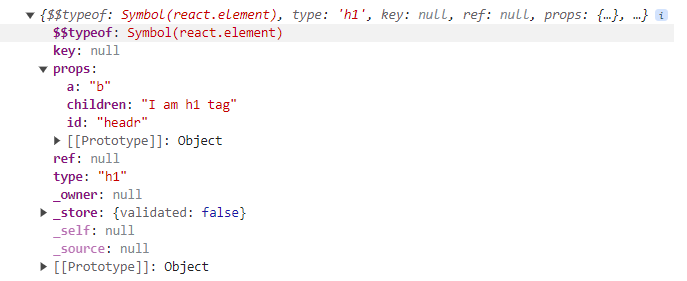 ▼ {$$typeof: Symbol(react.element), type: 'h1', key: null, ref: null, props: {…}, …} i
$$typeof: Symbol(react.element)
key: null
▼ props:
a: "b"
children: "I am h1 tag"
id: "headr"
▶ [[Prototype]]: Object
ref: null
type: "h1"
_owner: null
▶ _store: {validated: false}
_self: null
_source: null
▶ [[Prototype]]: Object